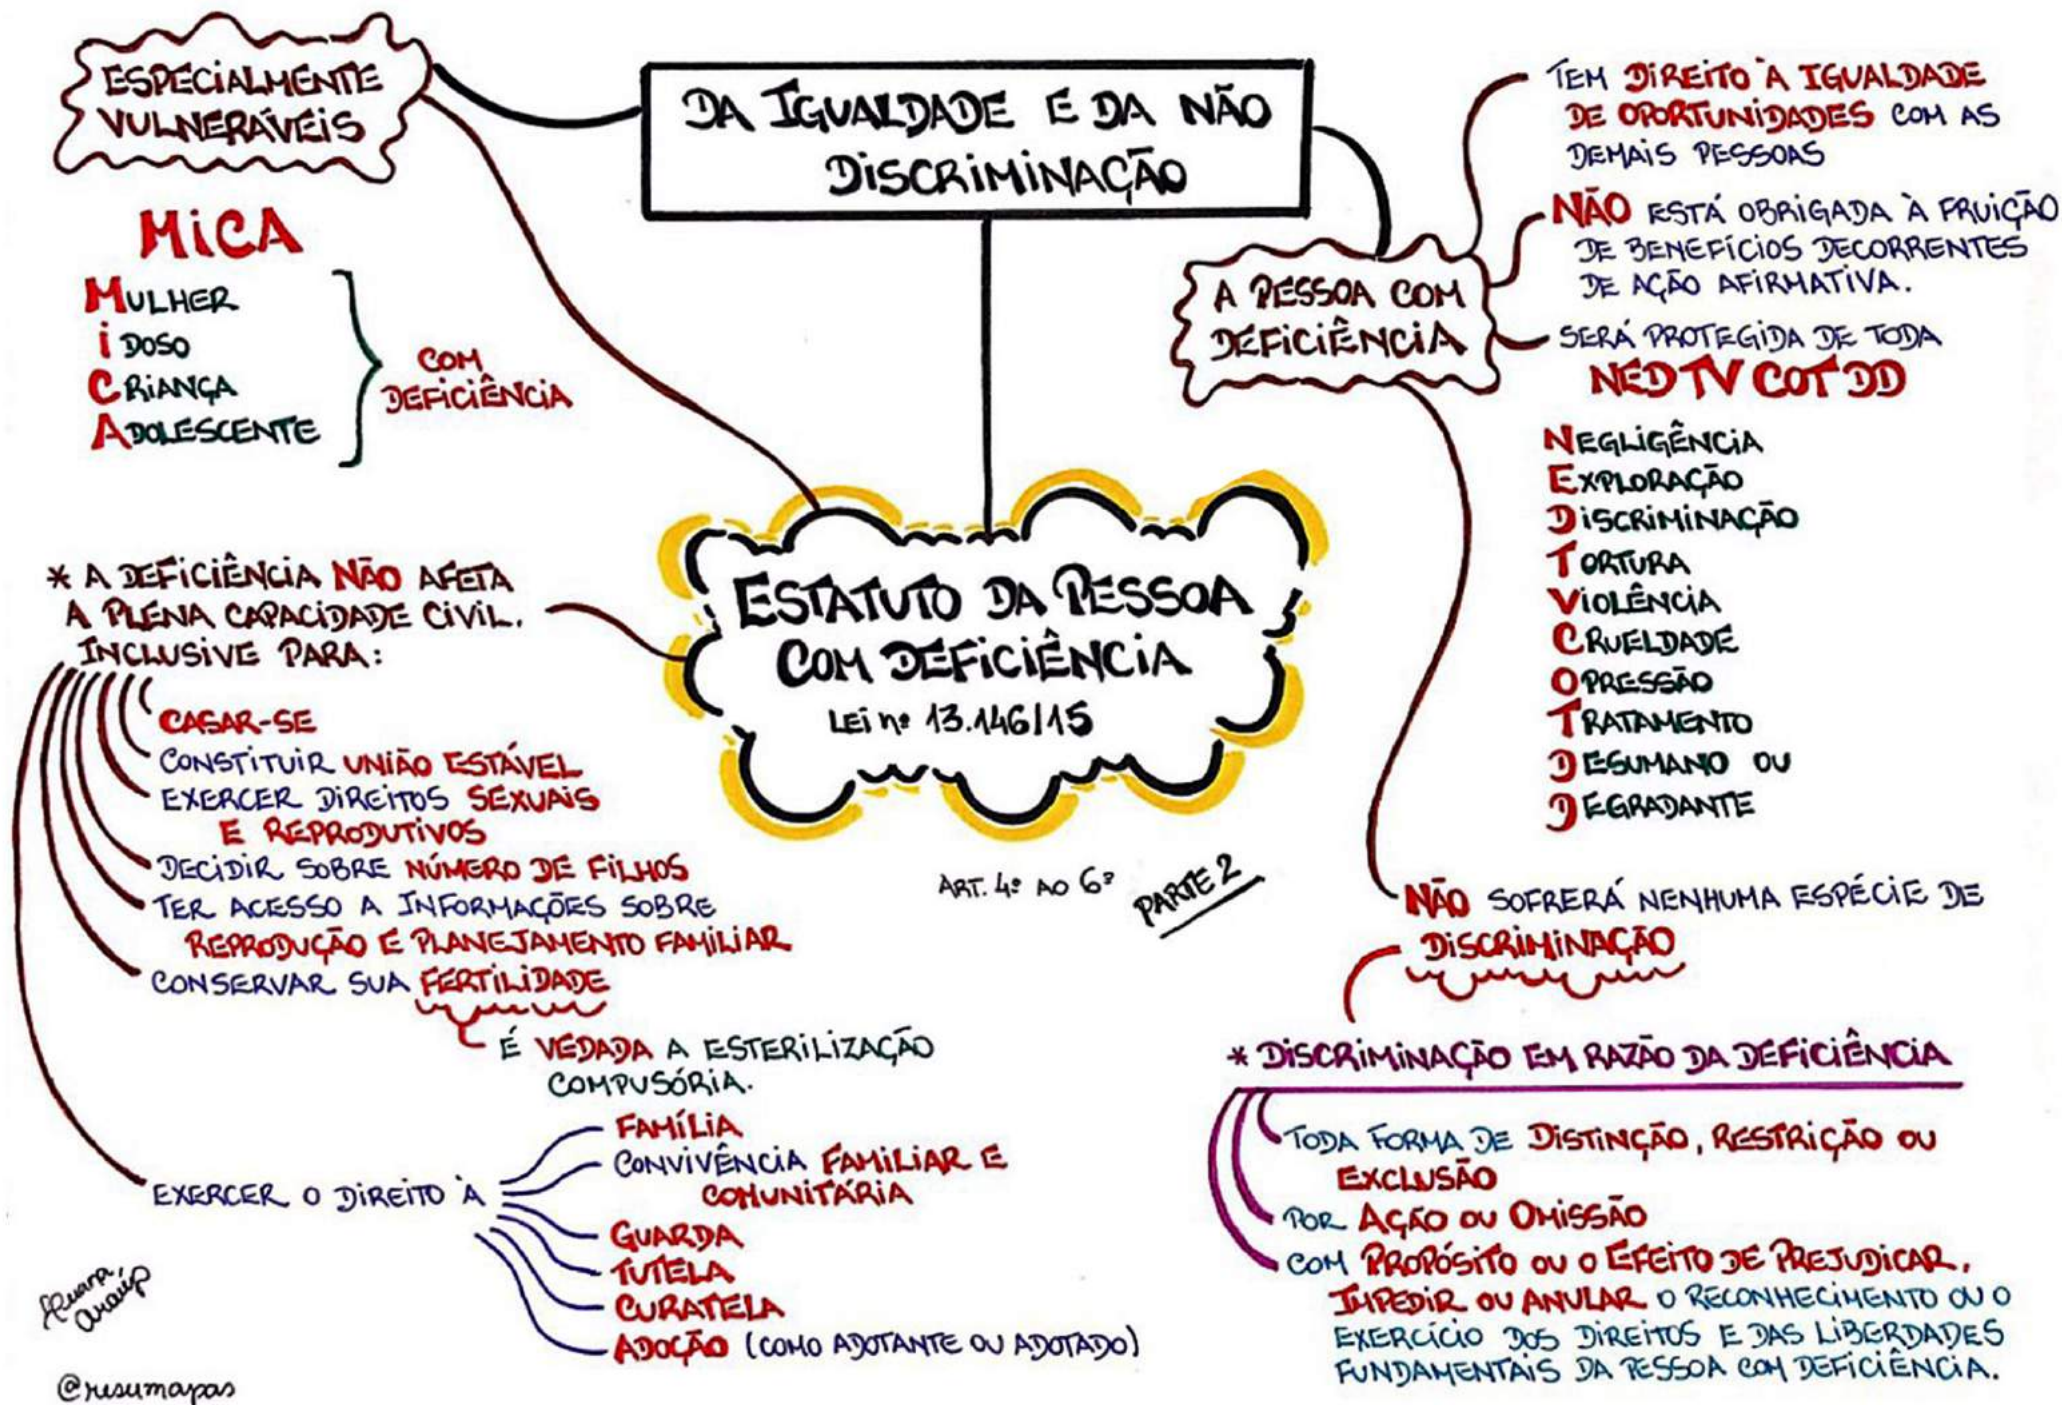 DA IGUALDADE E DA NÃO
DISCRIMINAÇÃO
ESPECIALMENTE
VULNERÁVEIS
MICA
MULHER
IDOSO
CRIANÇA
ADOLESCENTE
COM
DEFICIÊNCIA
A PESSOA COM
DEFICIÊNCIA
TEM DIREITO À IGUALDADE
DE OPORTUNIDADES COM AS
DEMAIS PESSOAS
NÃO ESTÁ OBRIGADA À FRUIÇÃO
DE BENEFÍCIOS DECORRENTES
DE AÇÃO AFIRMATIVA.
SERÁ PROTEGIDA DE TODA
NED TV COT DD
NEGLIGÊNCIA
EXPLORAÇÃO
DISCRIMINAÇÃO
TORTURA
VIOLÊNCIA
CRUELDADE
OPRESSÃO
TRATAMENTO
DESUMANO OU
DEGRADANTE
NÃO SOFRERÁ NENHUMA ESPÉCIE DE
DISCRIMINAÇÃO
* DISCRIMINAÇÃO EM RAZÃO DA DEFICIÊNCIA
TODA FORMA DE DISTINÇÃO, RESTRIÇÃO OU
EXCLUSÃO
POR AÇÃO OU OMISSÃO
COM PROPÓSITO OU O EFEITO DE PREJUDICAR,
IMPEDIR OU ANULAR O RECONHECIMENTO OU O
EXERCÍCIO DOS DIREITOS E DAS LIBERDADES
FUNDAMENTAIS DA PESSOA COM DEFICIÊNCIA.
ESTATUTO DA PESSOA
COM DEFICIÊNCIA
LEI nº 13.146/15
ART. 4º AO 6º
PARTE 2
* A DEFICIÊNCIA NÃO AFETA
A PLENA CAPACIDADE CIVIL.
INCLUSIVE PARA:
CASAR-SE
CONSTITUIR UNIÃO ESTÁVEL
EXERCER DIREITOS SEXUAIS
E REPRODUTIVOS
DECIDIR SOBRE NÚMERO DE FILHOS
TER ACESSO A INFORMAÇÕES SOBRE
REPRODUÇÃO E PLANEJAMENTO FAMILIAR
CONSERVAR SUA FERTILIDADE
É VEDADA A ESTERILIZAÇÃO
COMPUSÓRIA.
EXERCER O DIREITO À
FAMÍLIA
CONVIVÊNCIA FAMILIAR E
COMUNITÁRIA
GUARDA
TUTELA
CURATELA
ADOÇÃO (COMO ADOTANTE OU ADOTADO)
@resumapas